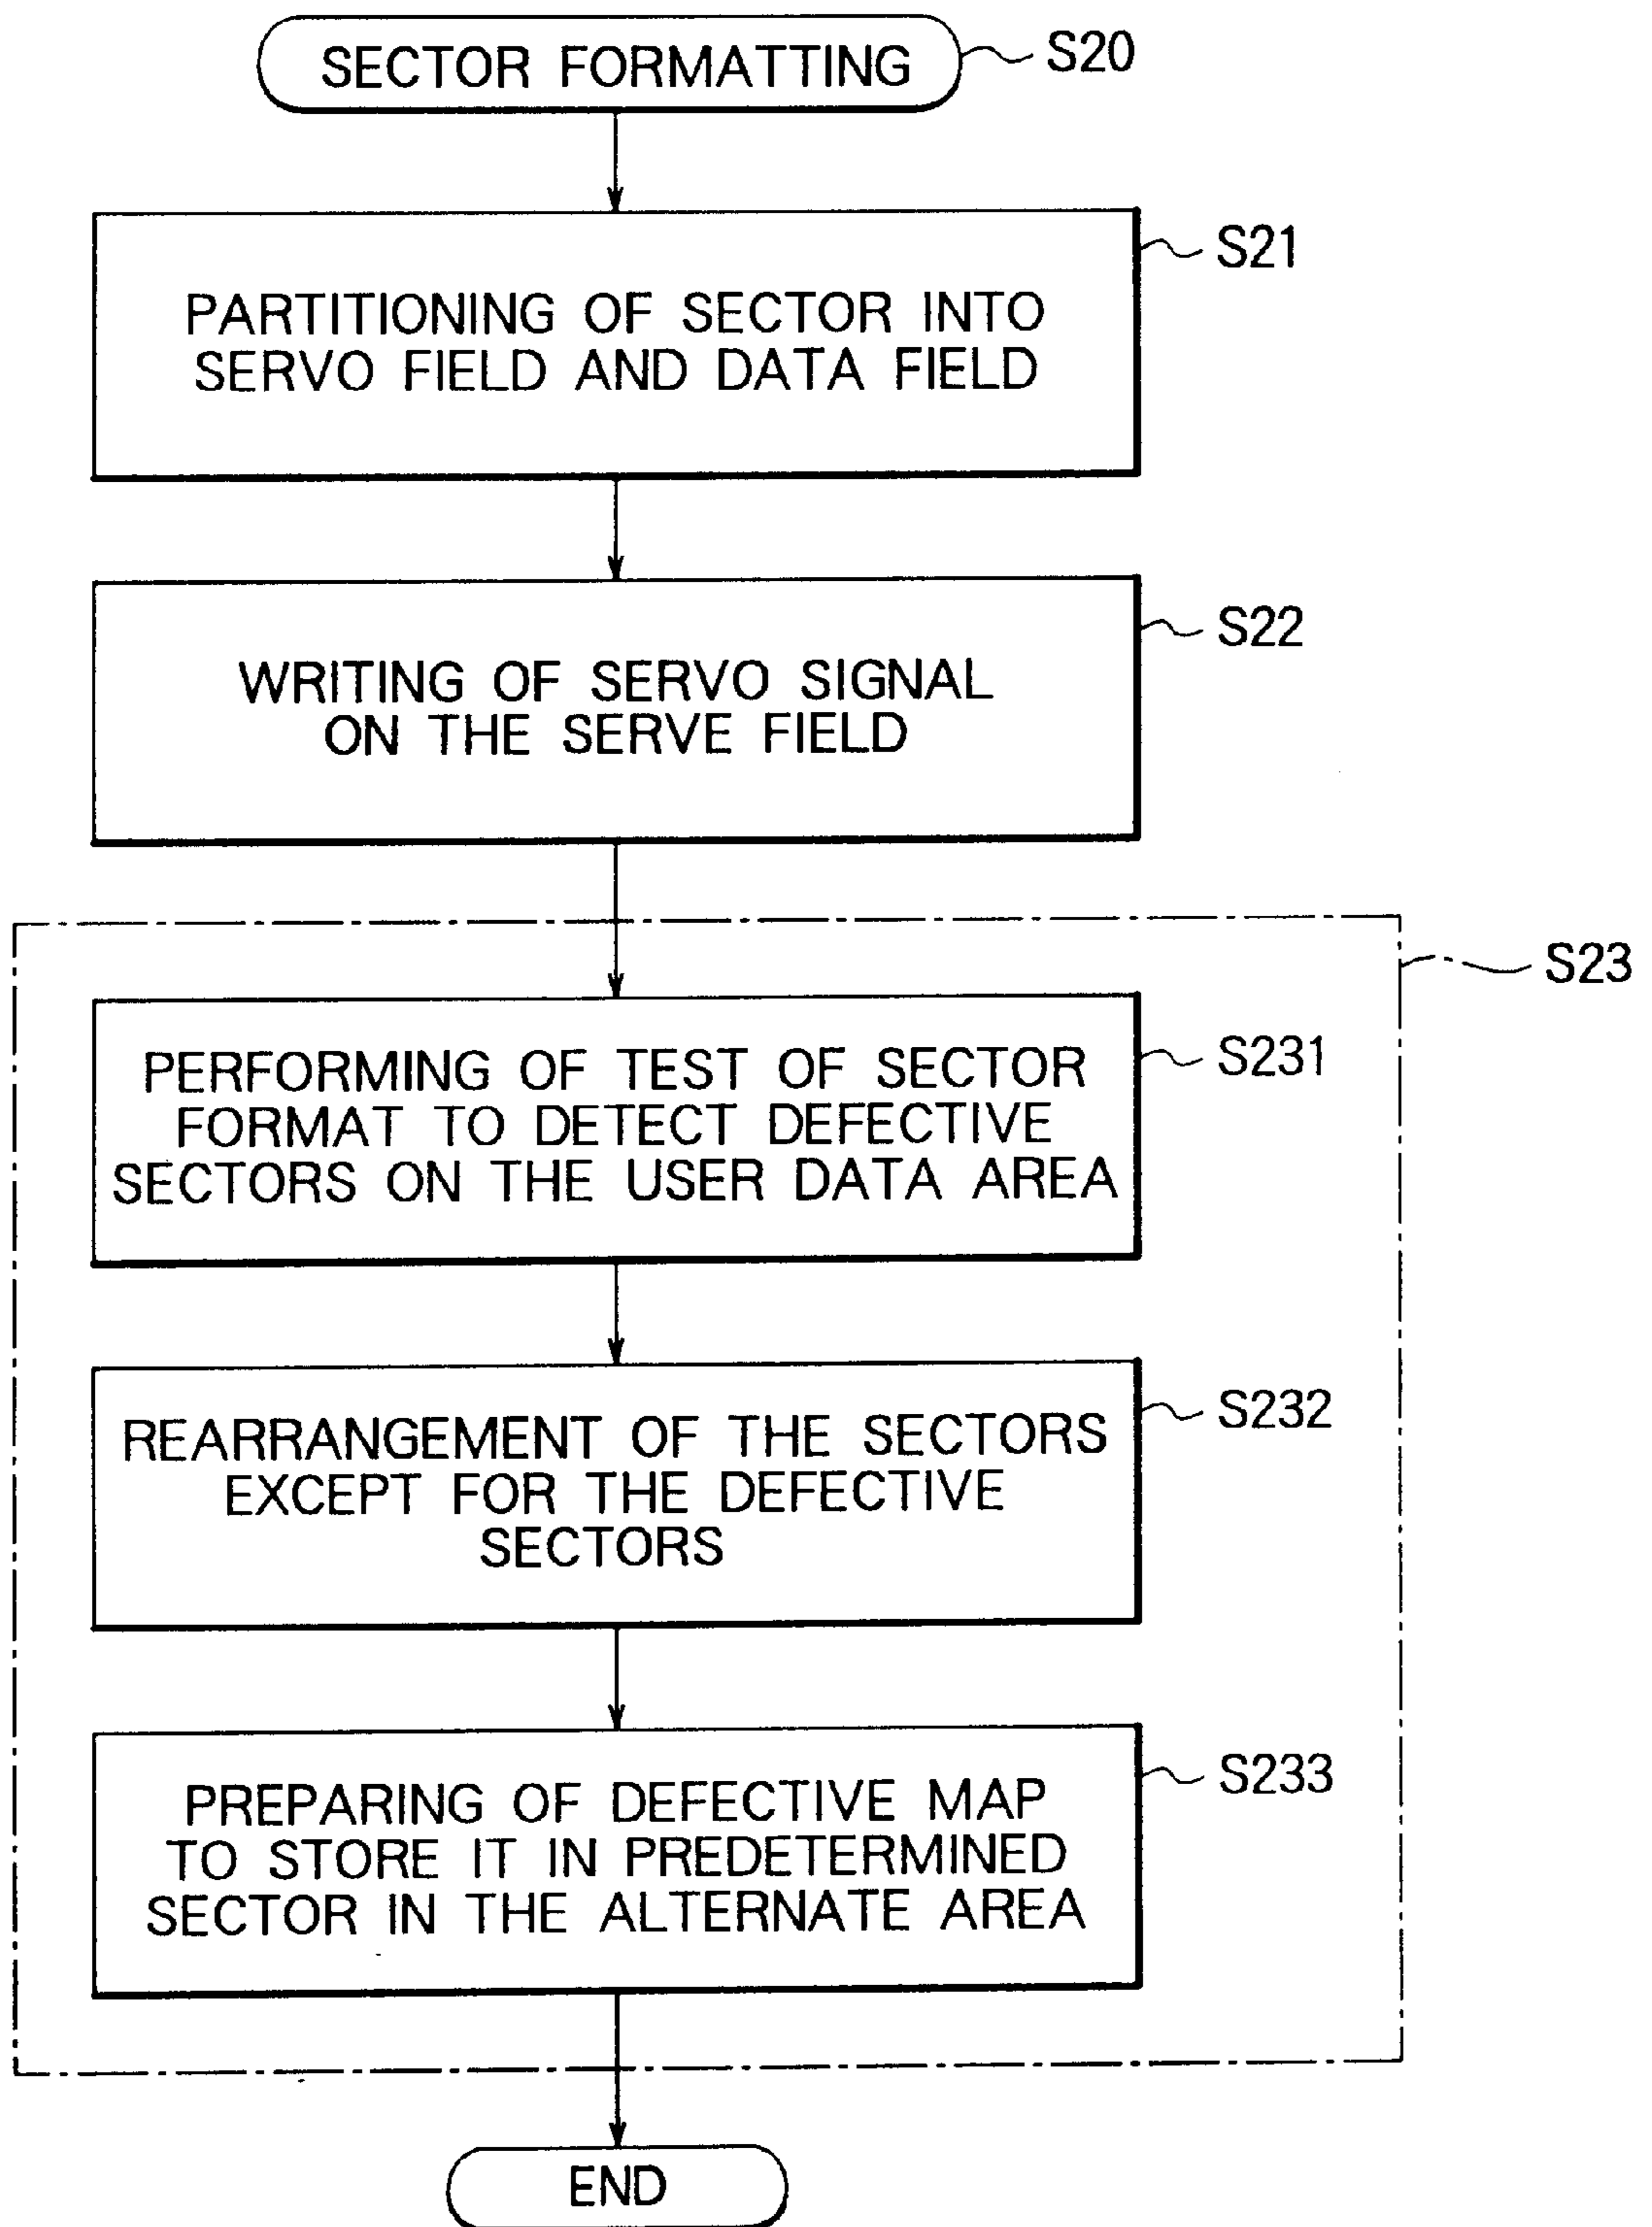 SECTOR FORMATTING
S20
S21
PARTITIONING OF SECTOR INTO
SERVO FIELD AND DATA FIELD
S22
WRITING OF SERVO SIGNAL
ON THE SERVE FIELD
S23
S231
PERFORMING OF TEST OF SECTOR
FORMAT TO DETECT DEFECTIVE
SECTORS ON THE USER DATA AREA
S232
REARRANGEMENT OF THE SECTORS
EXCEPT FOR THE DEFECTIVE
SECTORS
S233
PREPARING OF DEFECTIVE MAP
TO STORE IT IN PREDETERMINED
SECTOR IN THE ALTERNATE AREA
END